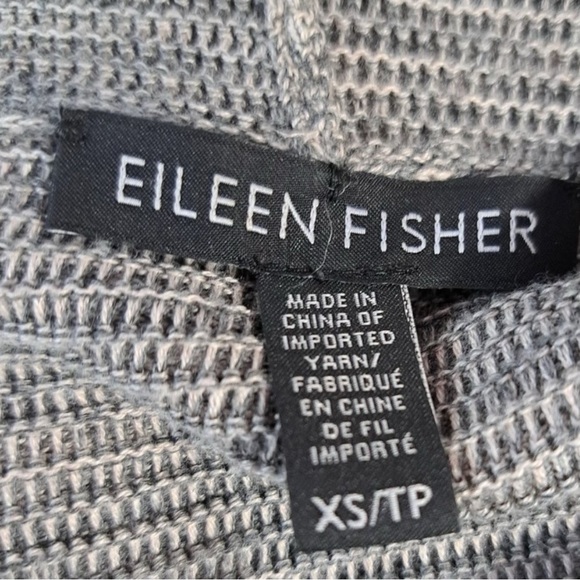 EILEEN FISHER
MADE IN
CHINA OF
IMPORTED
YARN/
FABRIQUÉ
EN CHINE
DE FIL
IMPORTÉ
XS/TP